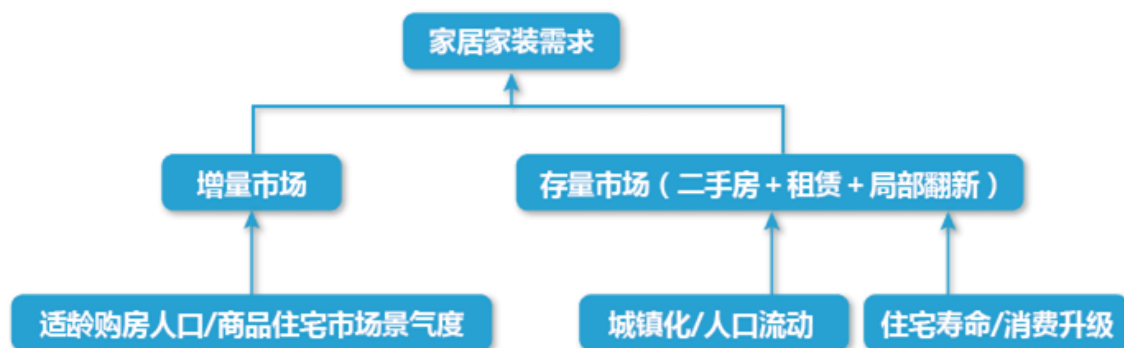 家居家装需求
增量市场
存量市场（二手房+租赁+局部翻新）
适龄购房人口/商品住宅市场景气度
城镇化/人口流动
住宅寿命/消费升级